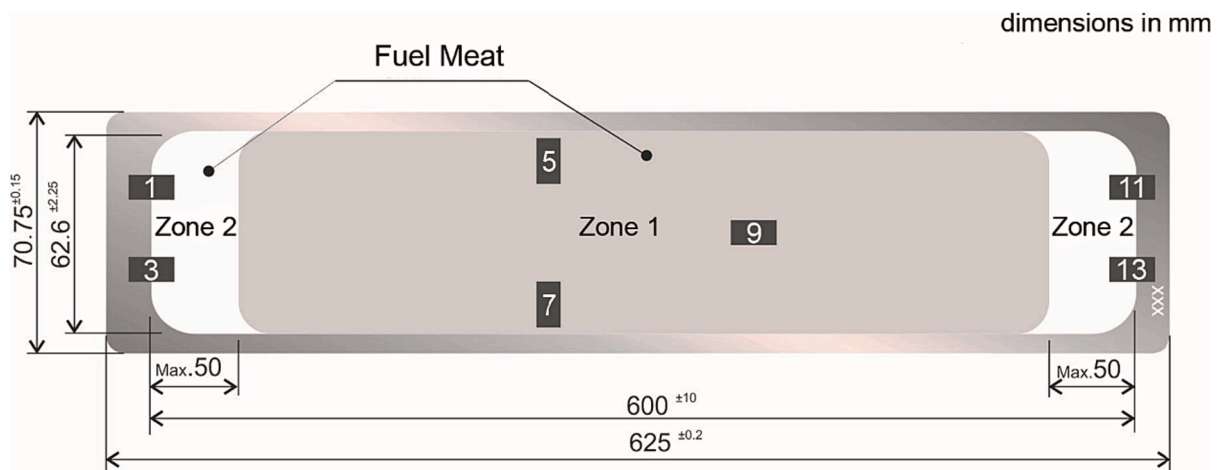 dimensions in mm
Fuel Meat
70.75 ±0.15
62.6 ±2.25
1
3
Zone 2
5
7
Zone 1
9
Zone 2
11
13
xxx
Max.50
Max.50
600 ±10
625 ±0.2